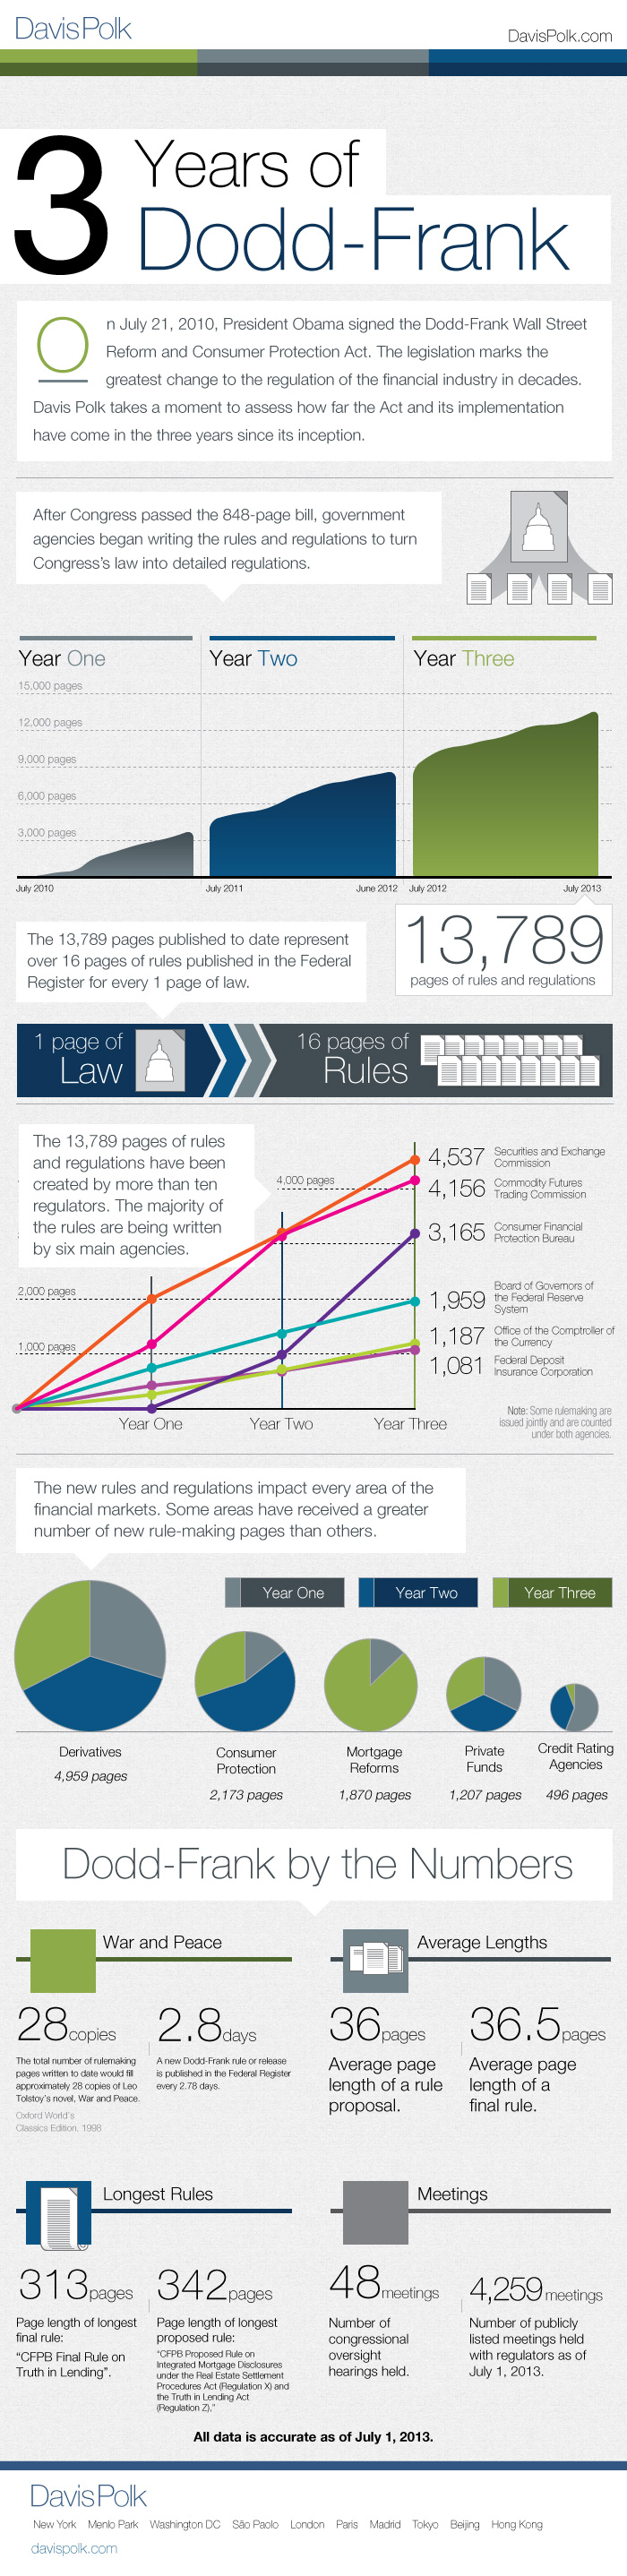 DavisPolk
DavisPolk.com
3 Years of
Dodd-Frank
On July 21, 2010, President Obama signed the Dodd-Frank Wall Street
Reform and Consumer Protection Act. The legislation marks the
greatest change to the regulation of the financial industry in decades.
Davis Polk takes a moment to assess how far the Act and its implementation
have come in the three years since its inception.
After Congress passed the 848-page bill, government
agencies began writing the rules and regulations to turn
Congress's law into detailed regulations.
Year One
Year Two
Year Three
15,000 pages
12,000 pages
9,000 pages
6,000 pages
3,000 pages
July 2010
July 2011
June 2012
July 2012
July 2013
The 13,789 pages published to date represent
over 16 pages of rules published in the Federal
Register for every 1 page of law.
13,789
pages of rules and regulations
1 page of
Law
16 pages of
Rules
The 13,789 pages of rules
and regulations have been
created by more than ten
regulators. The majority of
the rules are being written
by six main agencies.
4,000 pages
2,000 pages
1,000 pages
4,537 Securities and Exchange
Commission
4,156 Commodity Futures
Trading Commission
3,165 Consumer Financial
Protection Bureau
1,959 Board of Governors of
the Federal Reserve
System
1,187 Office of the Comptroller of
the Currency
1,081 Federal Deposit
Insurance Corporation
Year One
Year Two
Year Three
Note: Some rulemaking are
issued jointly and are counted
under both agencies.
The new rules and regulations impact every area of the
financial markets. Some areas have received a greater
number of new rule-making pages than others.
Year One
Year Two
Year Three
Derivatives
4,959 pages
Consumer
Protection
2,173 pages
Mortgage
Reforms
1,870 pages
Private
Funds
1,207 pages
Credit Rating
Agencies
496 pages
Dodd-Frank by the Numbers
War and Peace
28 copies
The total number of rulemaking
pages written to date would fill
approximately 28 copies of Leo
Tolstoy's novel, War and Peace.
Oxford World's
Classics Edition, 1998
2.8 days
A new Dodd-Frank rule or release
is published in the Federal Register
every 2.78 days.
Average Lengths
36 pages
Average page
length of a rule
proposal.
36.5 pages
Average page
length of a
final rule.
Longest Rules
313 pages
Page length of longest
final rule:
"CFPB Final Rule on
Truth in Lending".
342 pages
Page length of longest
proposed rule:
"CFPB Proposed Rule on
Integrated Mortgage Disclosures
under the Real Estate Settlement
Procedures Act (Regulation X) and
the Truth in Lending Act
(Regulation Z),"
Meetings
48 meetings
Number of
congressional
oversight
hearings held.
4,259 meetings
Number of publicly
listed meetings held
with regulators as of
July 1, 2013.
All data is accurate as of July 1, 2013.
DavisPolk
New York Menlo Park Washington DC São Paolo London Paris Madrid Tokyo Beijing Hong Kong
davispolk.com